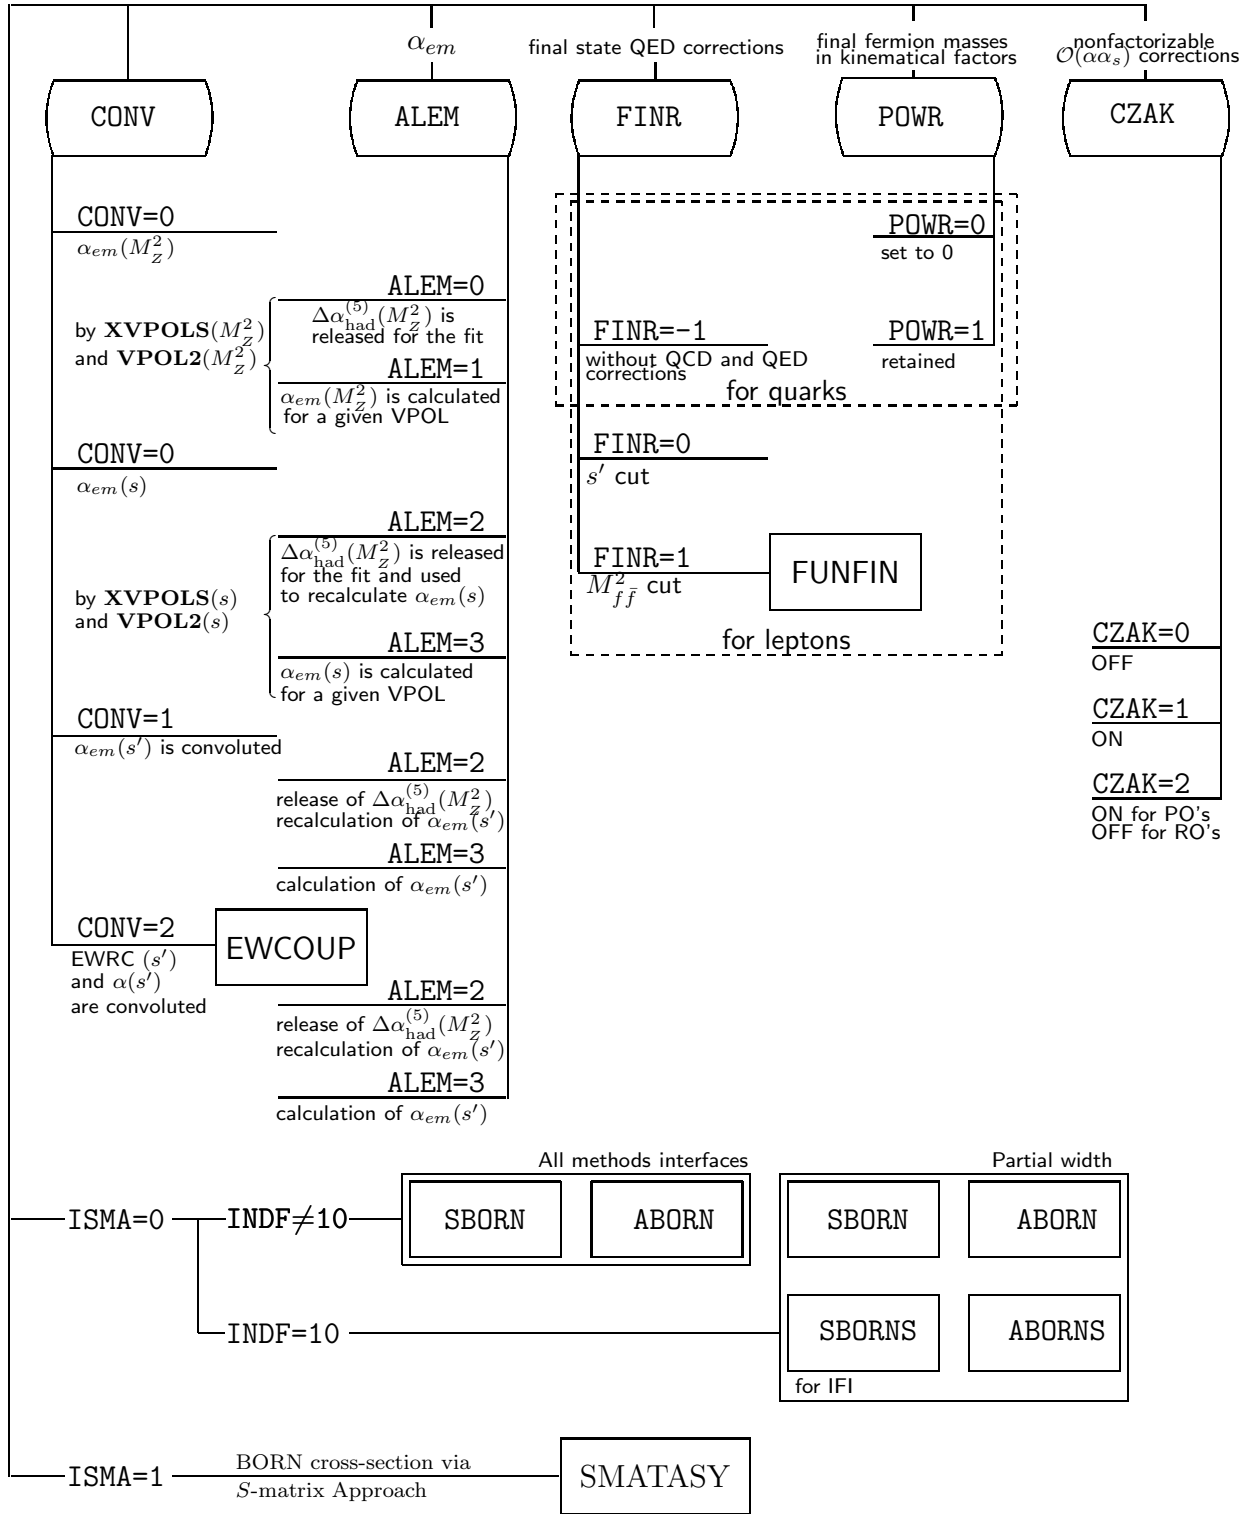 α_em
final state QED corrections
final fermion masses
in kinematical factors
nonfactorizable
O(αα_s) corrections
CONV
ALEM
FINR
POWR
CZAK
CONV=0
α_em(M_Z^2)
by XVPOLS(M_Z^2)
and VPOL2(M_Z^2)
ALEM=0
Δα_had^(5)(M_Z^2) is
released for the fit
ALEM=1
α_em(M_Z^2) is calculated
for a given VPOL
CONV=0
α_em(s)
by XVPOLS(s)
and VPOL2(s)
ALEM=2
Δα_had^(5)(M_Z^2) is released
for the fit and used
to recalculate α_em(s)
ALEM=3
α_em(s) is calculated
for a given VPOL
CONV=1
α_em(s′) is convoluted
ALEM=2
release of Δα_had^(5)(M_Z^2)
recalculation of α_em(s′)
ALEM=3
calculation of α_em(s′)
CONV=2
EWRC (s′)
and α(s′)
are convoluted
EWCOUP
ALEM=2
release of Δα_had^(5)(M_Z^2)
recalculation of α_em(s′)
ALEM=3
calculation of α_em(s′)
POWR=0
set to 0
FINR=-1
without QCD and QED
corrections
POWR=1
retained
for quarks
FINR=0
s′ cut
FINR=1
M_{f f̄}^2 cut
FUNFIN
for leptons
CZAK=0
OFF
CZAK=1
ON
CZAK=2
ON for PO's
OFF for RO's
All methods interfaces
Partial width
ISMA=0
INDF≠10
SBORN
ABORN
SBORN
ABORN
INDF=10
SBORNS
ABORNS
for IFI
ISMA=1
BORN cross-section via
S-matrix Approach
SMATASY